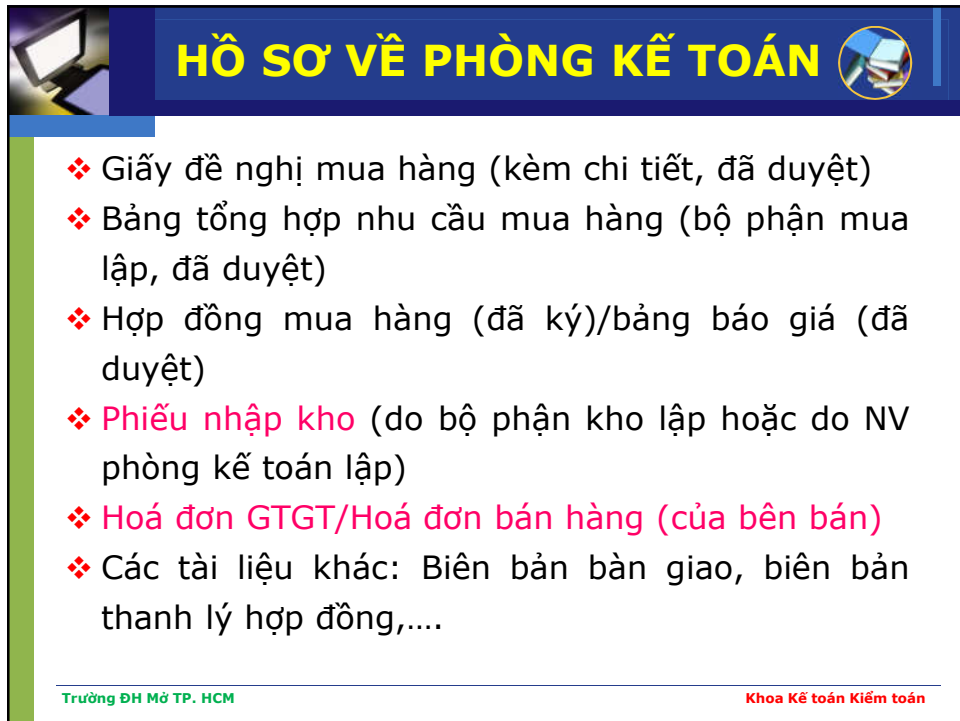 HỒ SƠ VỀ PHÒNG KẾ TOÁN
❖ Giấy đề nghị mua hàng (kèm chi tiết, đã duyệt)
❖ Bảng tổng hợp nhu cầu mua hàng (bộ phận mua
lập, đã duyệt)
❖ Hợp đồng mua hàng (đã ký)/bảng báo giá (đã
duyệt)
❖ Phiếu nhập kho (do bộ phận kho lập hoặc do NV
phòng kế toán lập)
❖ Hoá đơn GTGT/Hoá đơn bán hàng (của bên bán)
❖ Các tài liệu khác: Biên bản bàn giao, biên bản
thanh lý hợp đồng,....
Trường ĐH Mở TP. HCM
Khoa Kế toán Kiểm toán